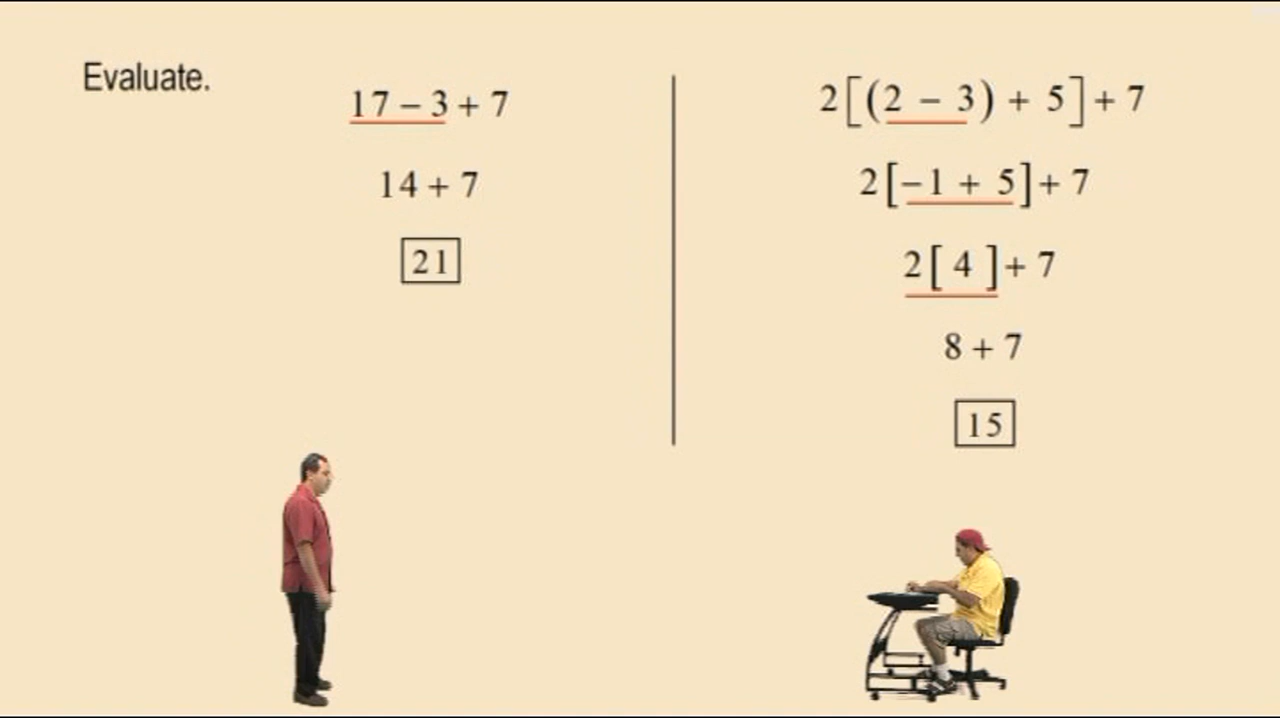 Evaluate.
17 − 3 + 7
14 + 7
21
2[(2 − 3) + 5] + 7
2[−1 + 5] + 7
2[ 4 ] + 7
8 + 7
15